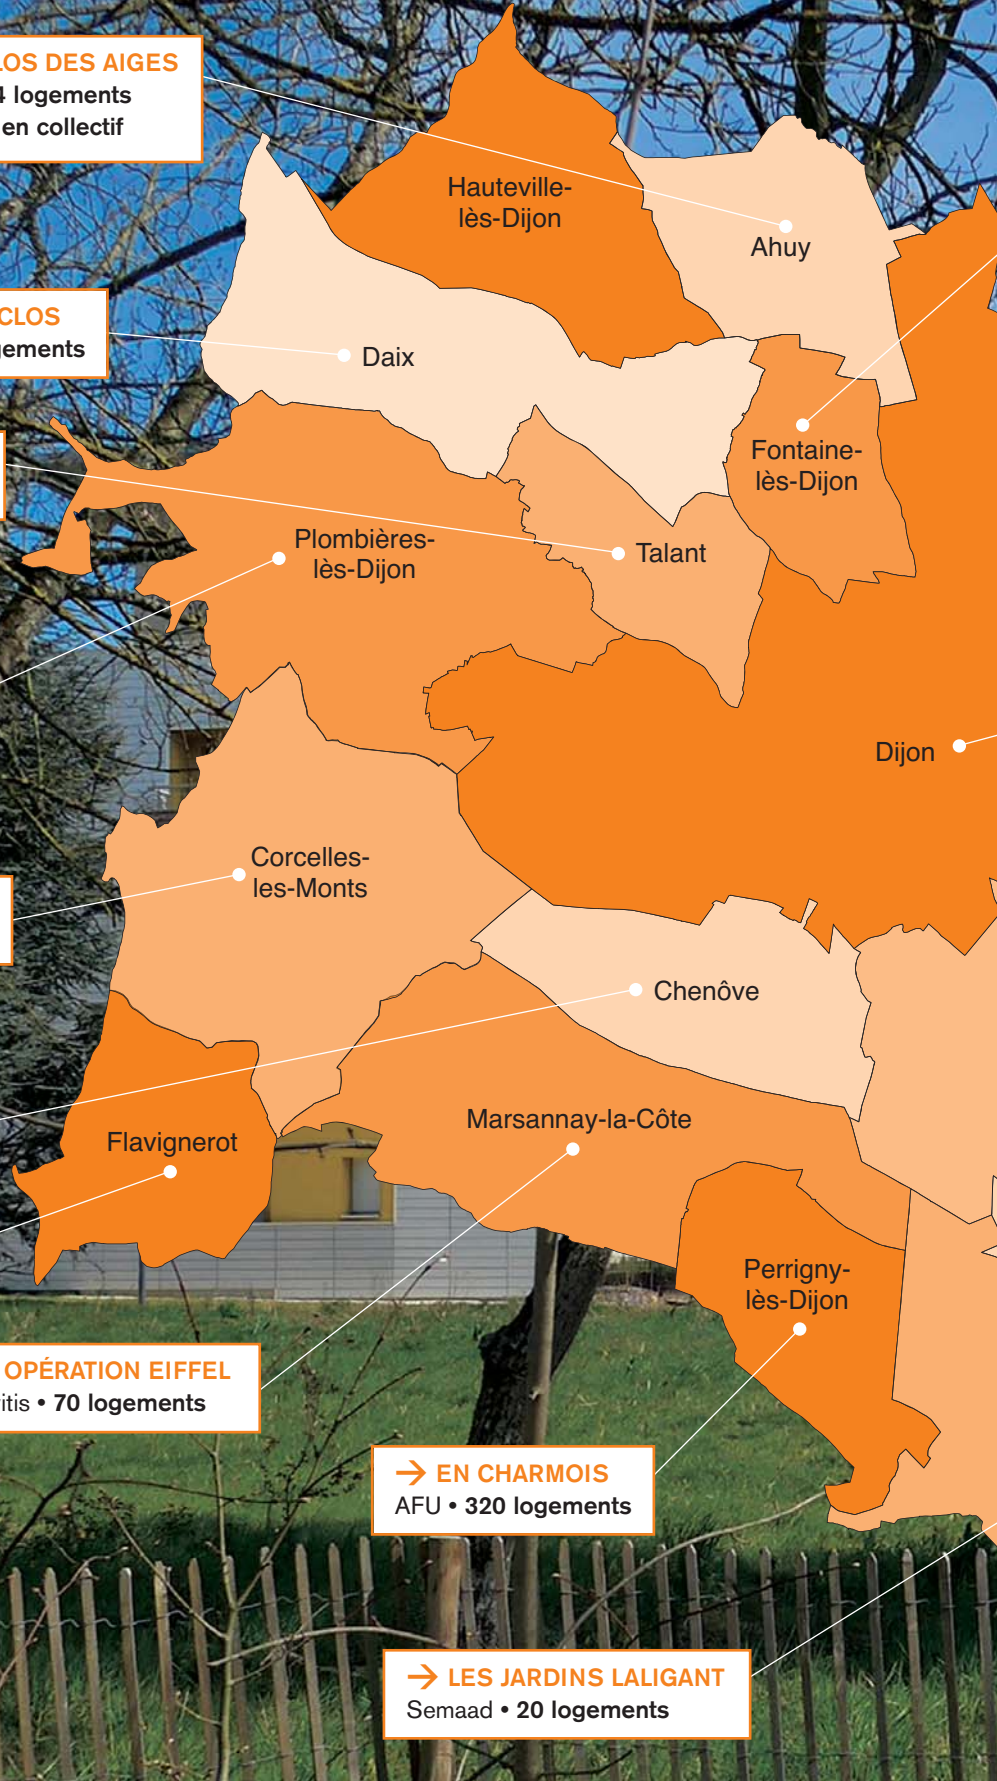 LOS DES AIGES
4 logements
en collectif
Hauteville-
lès-Dijon
Ahuy
CLOS
gements
Daix
Fontaine-
lès-Dijon
Plombières-
lès-Dijon
Talant
Dijon
Corcelles-
les-Monts
Chenôve
Marsannay-la-Côte
Flavignerot
Perrigny-
lès-Dijon
OPÉRATION EIFFEL
itis • 70 logements
→ EN CHARMOIS
AFU • 320 logements
→ LES JARDINS LALIGANT
Semaad • 20 logements